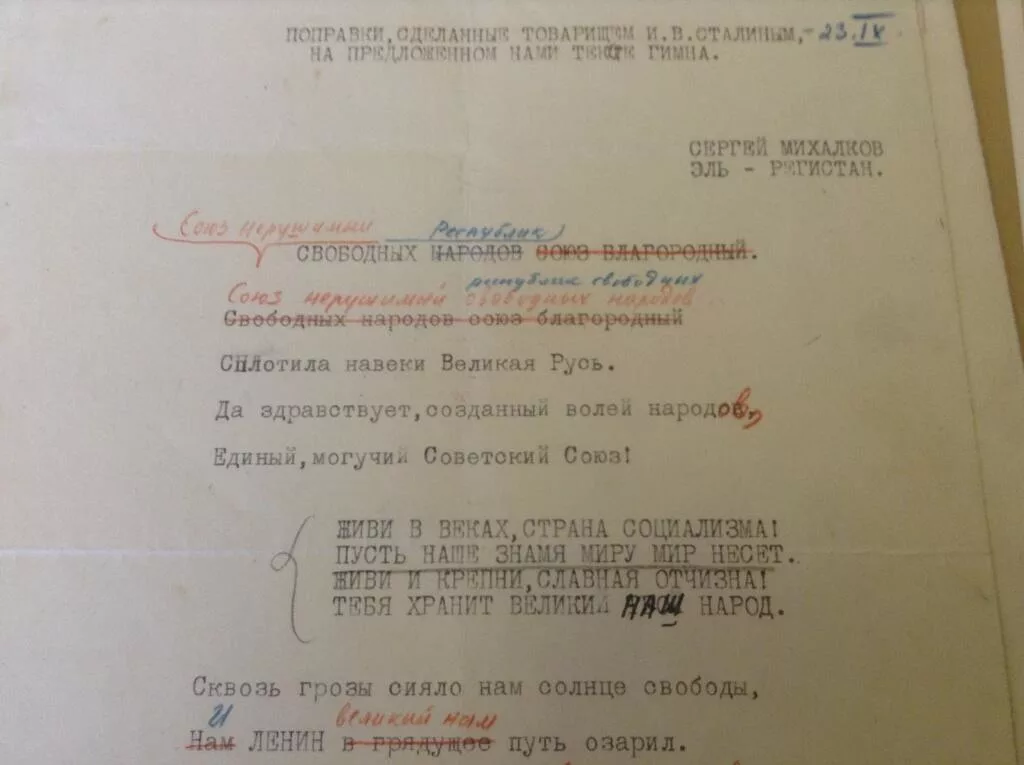 ПОПРАВКИ, СДЕЛАННЫЕ ТОВАРИЩЕМ И.В.СТАЛИНЫМ,-23.IX.
НА ПРЕДЛОЖЕННОМ НАМИ ТЕКСТЕ ГИМНА.
СЕРГЕЙ МИХАЛКОВ
ЭЛЬ - РЕГИСТАН.
Союз нерушимый Республик
СВОБОДНЫХ НАРОДОВ СОЮЗ БЛАГОРОДНЫЙ.
республик свободных
Союз нерушимый свободных народов
Свободных народов союз благородный
Сплотила навеки Великая Русь.
Да здравствует, созданный волей народов,
Единый, могучий Советский Союз!
ЖИВИ В ВЕКАХ, СТРАНА СОЦИАЛИЗМА!
ПУСТЬ НАШЕ ЗНАМЯ МИРУ МИР НЕСЕТ.
ЖИВИ И КРЕПНИ, СЛАВНАЯ ОТЧИЗНА!
ТЕБЯ ХРАНИТ ВЕЛИКИЙ НАШ НАРОД.
Сквозь грозы сияло нам солнце свободы,
И великий нам
Нам ЛЕНИН в грядущее путь озарил.